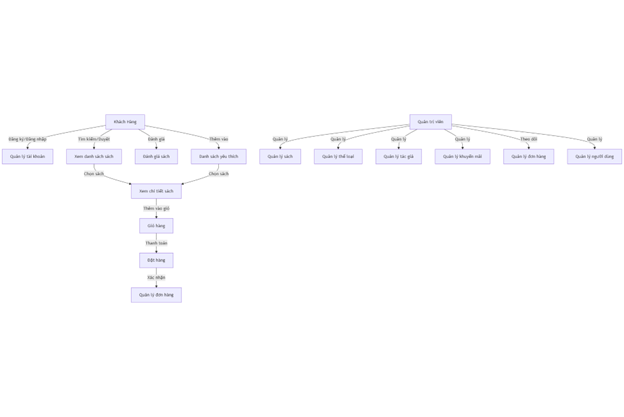 Khách Hàng
Quản trị viên
Đăng ký/Đăng nhập
Tìm kiếm/Duyệt
Đánh giá
Thêm vào
Quản lý
Quản lý
Quản lý
Quản lý
Theo dõi
Quản lý
Quản lý tài khoản
Xem danh sách sách
Đánh giá sách
Danh sách yêu thích
Quản lý sách
Quản lý thể loại
Quản lý tác giả
Quản lý khuyến mãi
Quản lý đơn hàng
Quản lý người dùng
Chọn sách
Chọn sách
Xem chi tiết sách
Thêm vào giỏ
Giỏ hàng
Thanh toán
Đặt hàng
Xác nhận
Quản lý đơn hàng